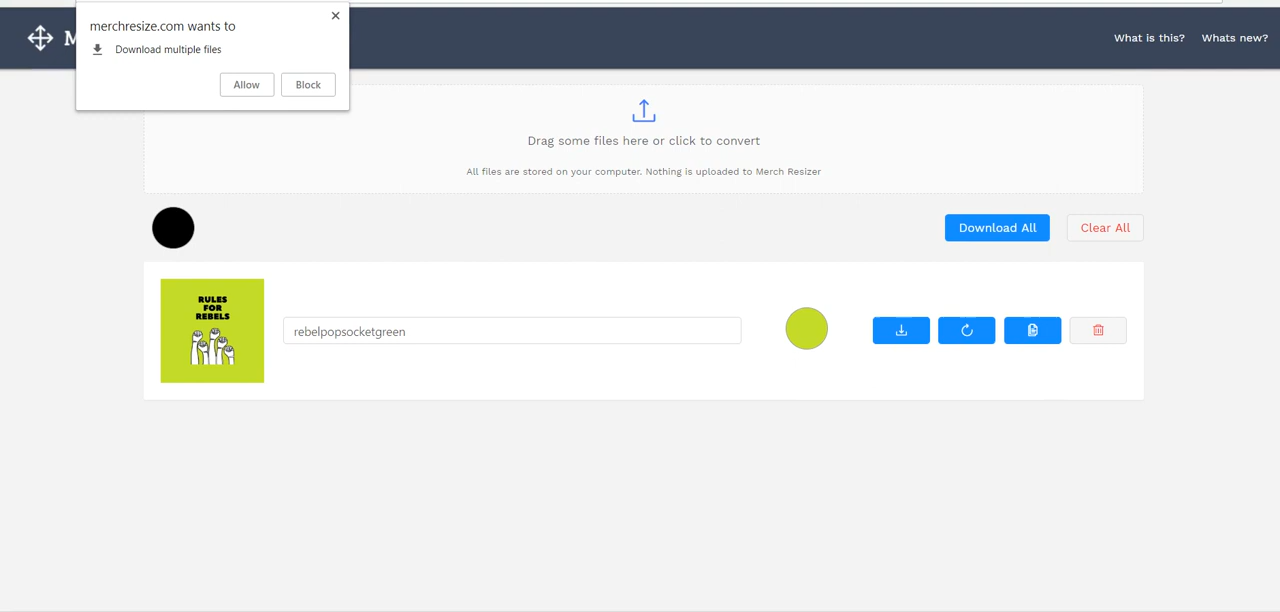 merchresize.com wants to
Download multiple files
Allow
Block
M
What is this?
Whats new?
Drag some files here or click to convert
All files are stored on your computer. Nothing is uploaded to Merch Resizer
Download All
Clear All
RULES
FOR
REBELS
rebelpopsocketgreen